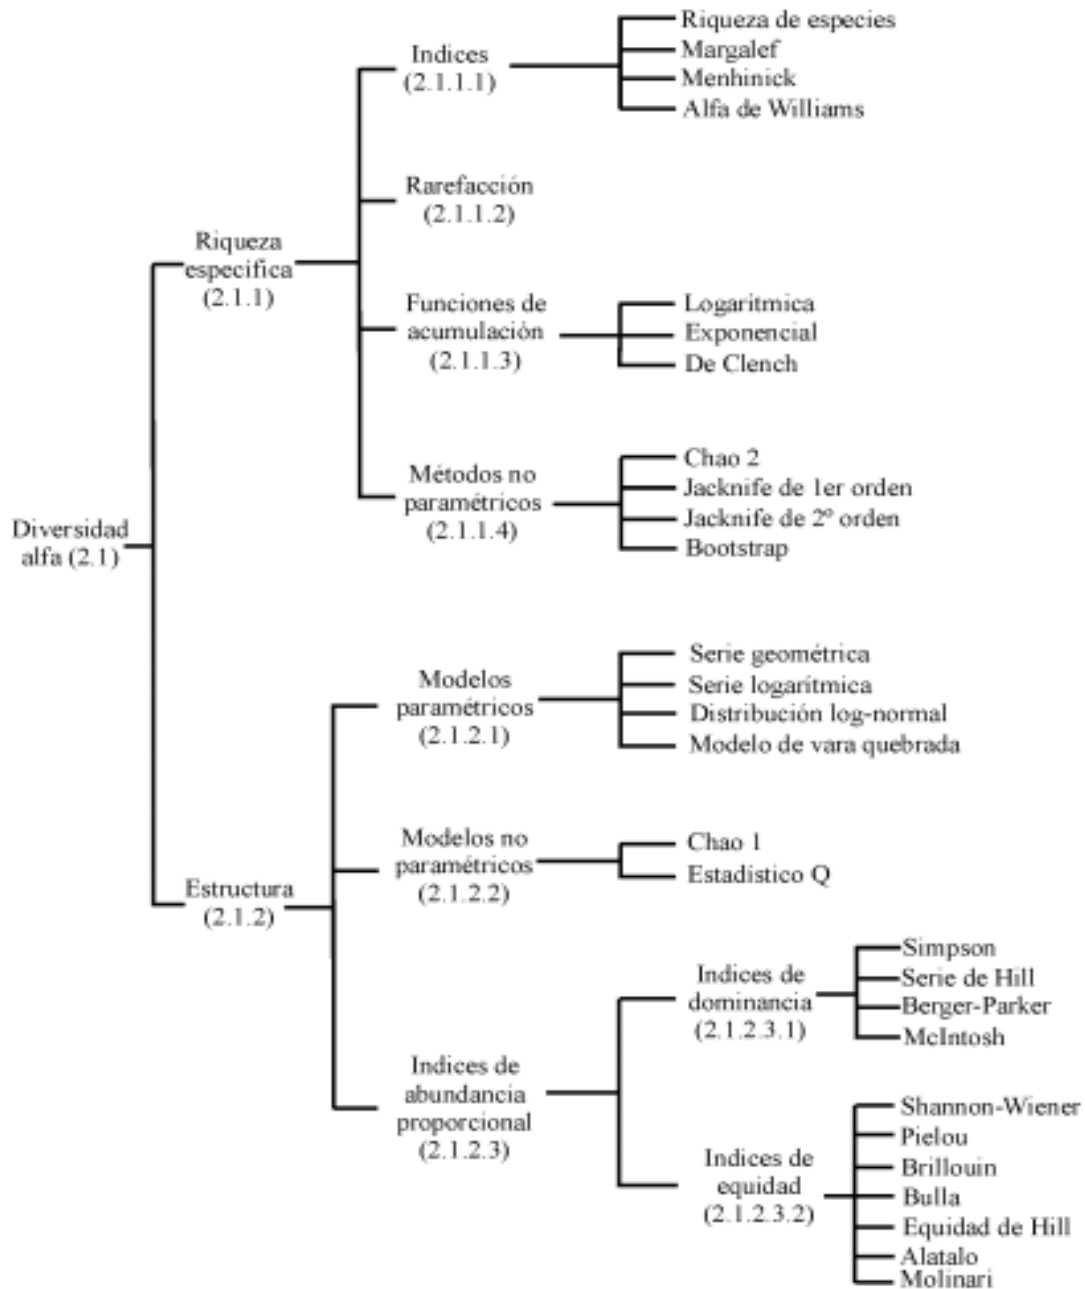 Diversidad
alfa (2.1)
Riqueza
específica
(2.1.1)
Indices
(2.1.1.1)
Riqueza de especies
Margalef
Menhinick
Alfa de Williams
Rarefacción
(2.1.1.2)
Funciones de
acumulación
(2.1.1.3)
Logarítmica
Exponencial
De Clench
Métodos no
paramétricos
(2.1.1.4)
Chao 2
Jacknife de 1er orden
Jacknife de 2º orden
Bootstrap
Estructura
(2.1.2)
Modelos
paramétricos
(2.1.2.1)
Serie geométrica
Serie logarítmica
Distribución log-normal
Modelo de vara quebrada
Modelos no
paramétricos
(2.1.2.2)
Chao 1
Estadístico Q
Indices de
abundancia
proporcional
(2.1.2.3)
Indices de
dominancia
(2.1.2.3.1)
Simpson
Serie de Hill
Berger-Parker
McIntosh
Indices de
equidad
(2.1.2.3.2)
Shannon-Wiener
Pielou
Brillouin
Bulla
Equidad de Hill
Alatalo
Molinari